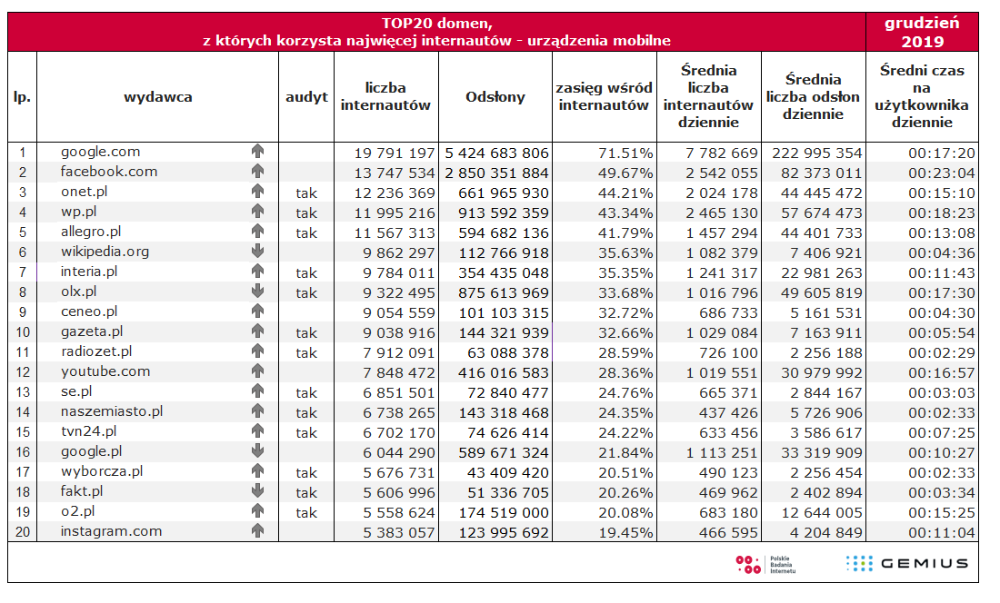 TOP20 domen,
z których korzysta najwięcej internautów - urządzenia mobilne
grudzień
2019
lp.
wydawca
audyt
liczba
internautów
Odsłony
zasięg wśród
internautów
Średnia
liczba
internautów
dziennie
Średnia
liczba odsłon
dziennie
Średni czas
na
użytkownika
dziennie
1 google.com 19 791 197 5 424 683 806 71.51% 7 782 669 222 995 354 00:17:20
2 facebook.com 13 747 534 2 850 351 884 49.67% 2 542 055 82 373 011 00:23:04
3 onet.pl tak 12 236 369 661 965 930 44.21% 2 024 178 44 445 472 00:15:10
4 wp.pl tak 11 995 216 913 592 359 43.34% 2 465 130 57 674 473 00:18:23
5 allegro.pl tak 11 567 313 594 682 136 41.79% 1 457 294 44 401 733 00:13:08
6 wikipedia.org 9 862 297 112 766 918 35.63% 1 082 379 7 406 921 00:04:36
7 interia.pl tak 9 784 011 354 435 048 35.35% 1 241 317 22 981 263 00:11:43
8 olx.pl tak 9 322 495 875 613 969 33.68% 1 016 796 49 605 819 00:17:30
9 ceneo.pl 9 054 559 101 103 315 32.72% 686 733 5 161 531 00:04:30
10 gazeta.pl tak 9 038 916 144 321 939 32.66% 1 029 084 7 163 911 00:05:54
11 radiozet.pl tak 7 912 091 63 088 378 28.59% 726 100 2 256 188 00:02:29
12 youtube.com 7 848 472 416 016 583 28.36% 1 019 551 30 979 992 00:16:57
13 se.pl tak 6 851 501 72 840 477 24.76% 665 371 2 844 167 00:03:03
14 naszemiasto.pl tak 6 738 265 143 318 468 24.35% 437 426 5 726 906 00:02:33
15 tvn24.pl tak 6 702 170 74 626 414 24.22% 633 456 3 586 617 00:07:25
16 google.pl 6 044 290 589 671 324 21.84% 1 113 251 33 319 909 00:10:27
17 wyborcza.pl tak 5 676 731 43 409 420 20.51% 490 123 2 256 454 00:02:33
18 fakt.pl tak 5 606 996 51 336 705 20.26% 469 962 2 402 894 00:03:34
19 o2.pl tak 5 558 624 174 519 000 20.08% 683 180 12 644 005 00:15:25
20 instagram.com 5 383 057 123 995 692 19.45% 466 595 4 204 849 00:11:04
Polskie
Badania
Internetu
GEMIUS